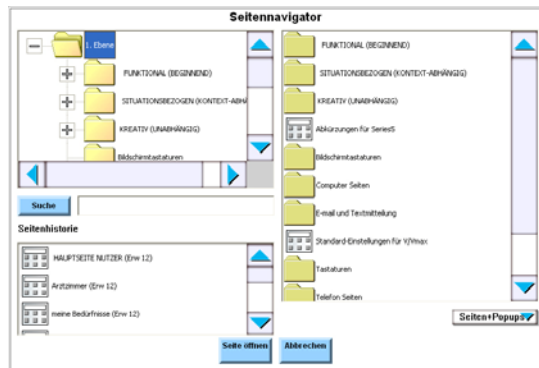 Seitennavigator
1. Ebene
FUNKTIONAL (BEGINNEND)
SITUATIONSBEZOGEN (KONTEXT-ABHÄ
KREATIV (UNABHÄNGIG)
Bildschirmtastaturen
Suche
Seitenhistorie
HAUPTSEITE NUTZER (Erw 12)
Arztzimmer (Erw 12)
meine Bedürfnisse (Erw 12)
FUNKTIONAL (BEGINNEND)
SITUATIONSBEZOGEN (KONTEXT-ABHÄNGIG)
KREATIV (UNABHÄNGIG)
Abkürzungen für Series5
Bildschirmtastaturen
Computer Seiten
E-mail und Textmitteilung
Standard-Einstellungen für V/Vmax
Tastaturen
Telefon Seiten
Seiten+Popups
Seite öffnen
Abbrechen